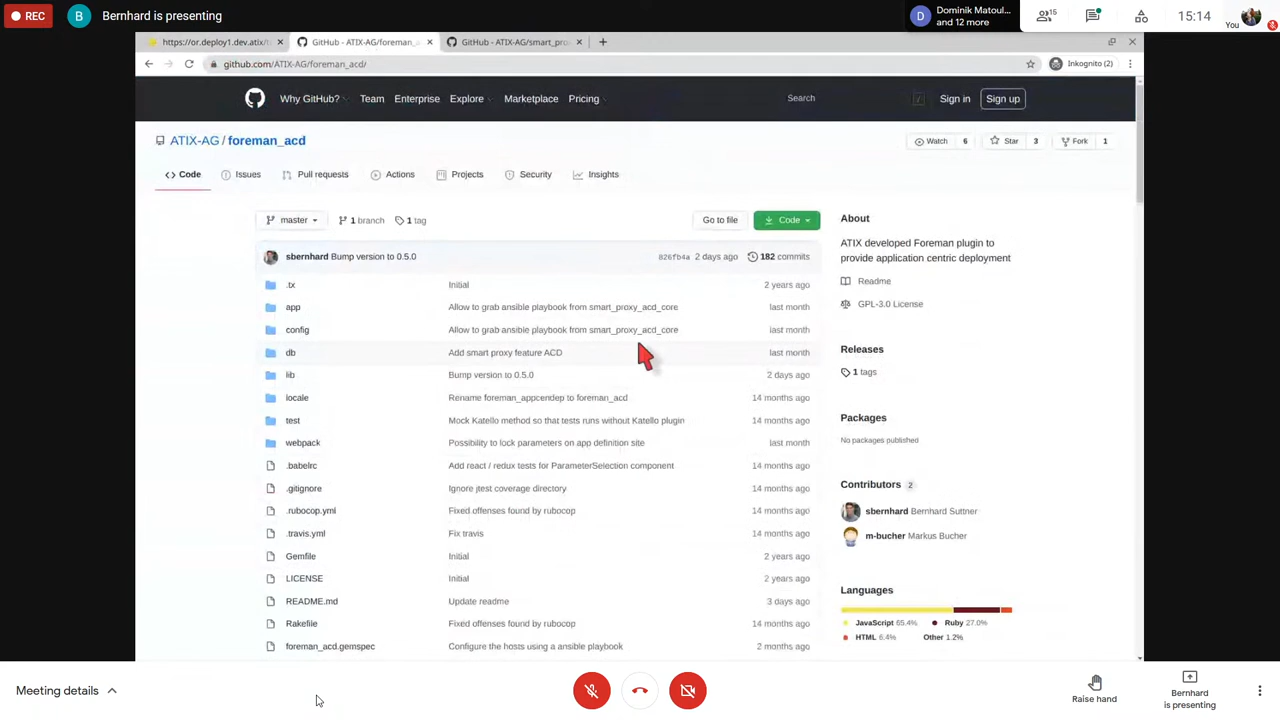 REC
B
Bernhard is presenting
D
Dominik Matoul...
and 12 more
15
15:14
You
https://or.deploy1.dev.atix/
GitHub - ATIX-AG/foreman_
GitHub - ATIX-AG/smart_pro
github.com/ATIX-AG/foreman_acd/
Inkognito (2)
Why GitHub?
Team
Enterprise
Explore
Marketplace
Pricing
Search
/
Sign in
Sign up
ATIX-AG / foreman_acd
Watch 6
Star 3
Fork 1
Code
Issues
Pull requests
Actions
Projects
Security
Insights
master
1 branch
1 tag
Go to file
Code
sbernhard Bump version to 0.5.0
826fb4a 2 days ago
182 commits
.tx Initial 2 years ago
app Allow to grab ansible playbook from smart_proxy_acd_core last month
config Allow to grab ansible playbook from smart_proxy_acd_core last month
db Add smart proxy feature ACD last month
lib Bump version to 0.5.0 2 days ago
locale Rename foreman_appcendep to foreman_acd 14 months ago
test Mock Katello method so that tests runs without Katello plugin 14 months ago
webpack Possibility to lock parameters on app definition site last month
.babelrc Add react / redux tests for ParameterSelection component 14 months ago
.gitignore Ignore jtest coverage directory 14 months ago
.rubocop.yml Fixed offenses found by rubocop 14 months ago
.travis.yml Fix travis 14 months ago
Gemfile Initial 2 years ago
LICENSE Initial 2 years ago
README.md Update readme 3 days ago
Rakefile Fixed offenses found by rubocop 14 months ago
foreman_acd.gemspec Configure the hosts using a ansible playbook 2 months ago
About
ATIX developed Foreman plugin to
provide application centric deployment
Readme
GPL-3.0 License
Releases
1 tags
Packages
No packages published
Contributors 2
sbernhard Bernhard Suttner
m-bucher Markus Bucher
Languages
JavaScript 65.4%
Ruby 27.0%
HTML 6.4%
Other 1.2%
Meeting details
Raise hand
Bernhard
is presenting